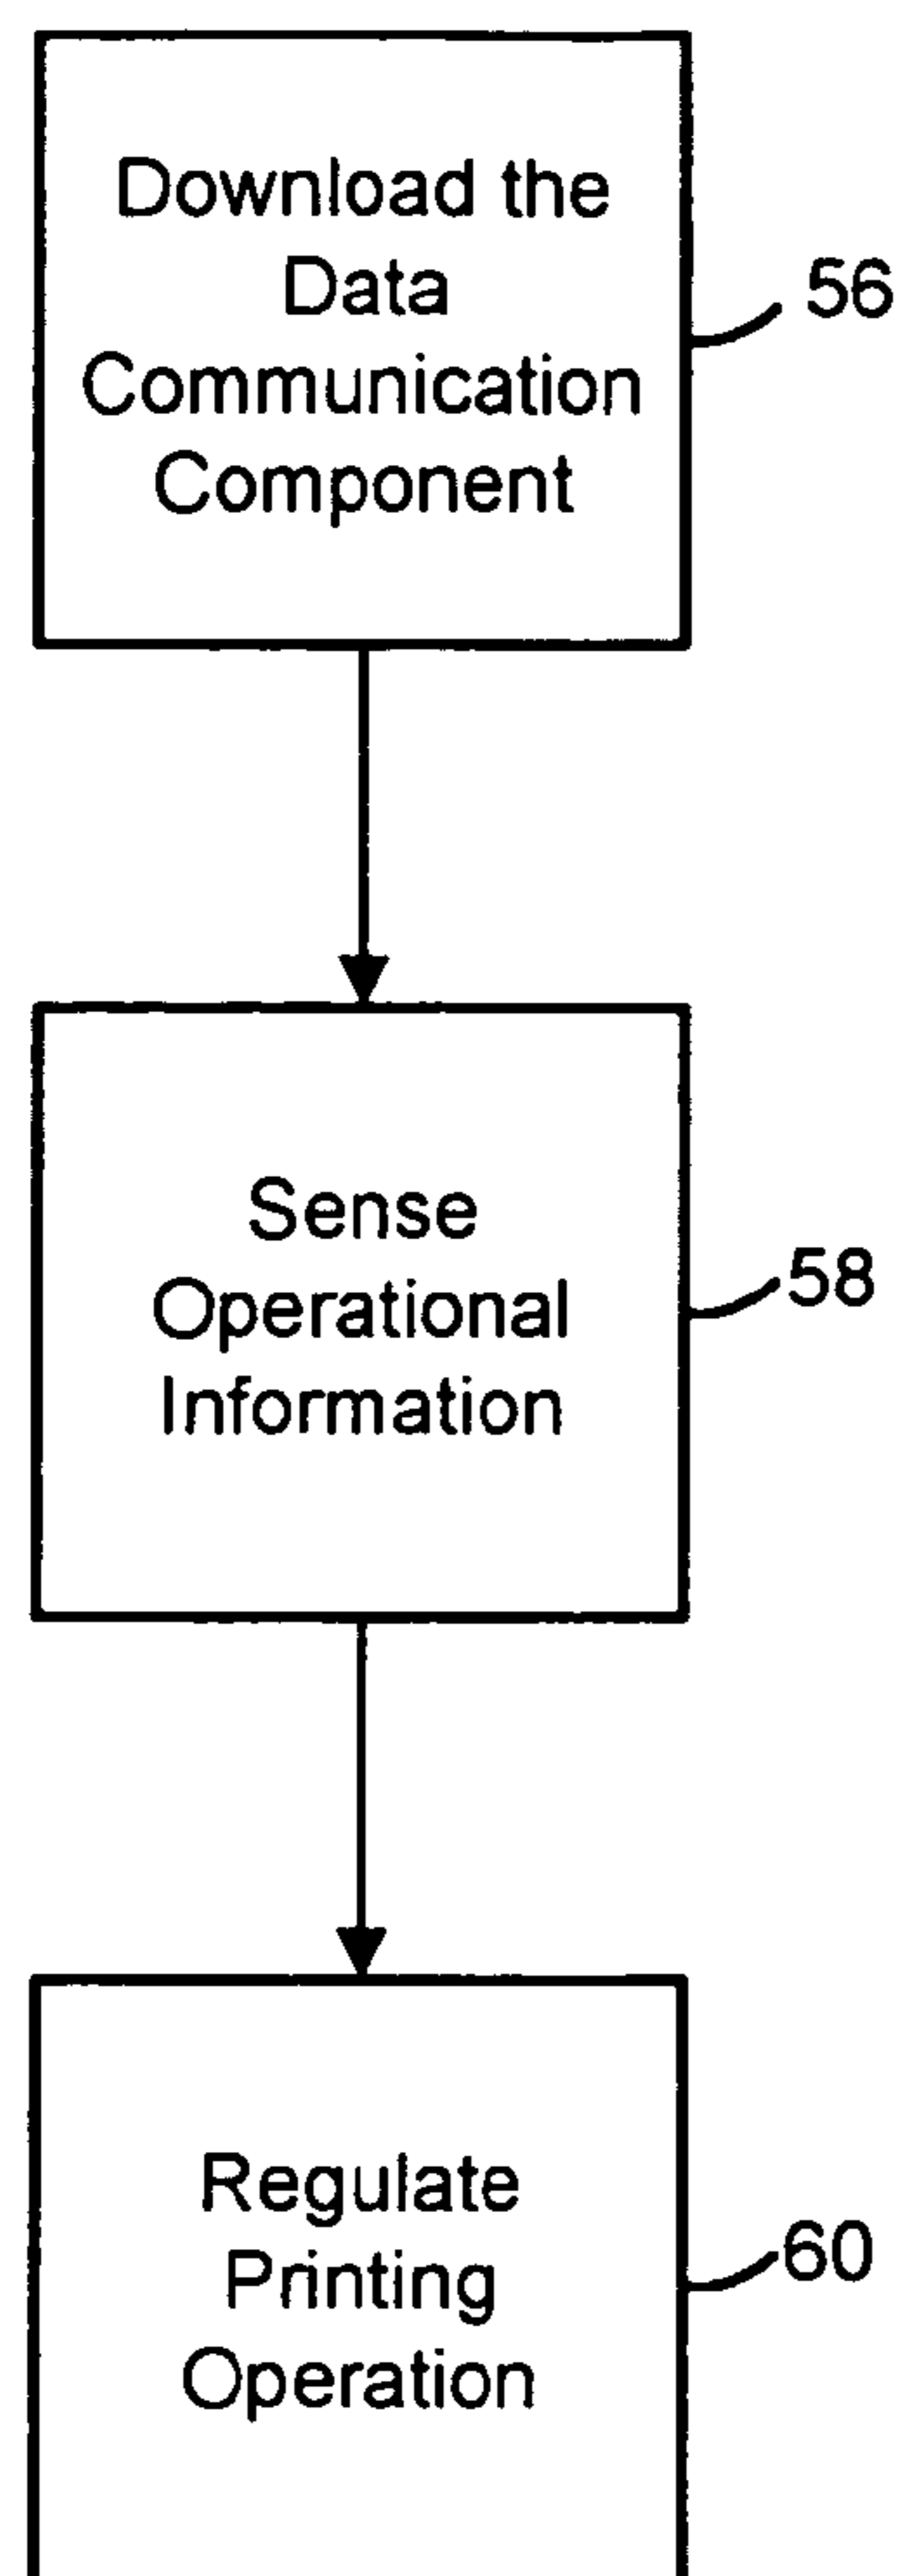 Download the
Data
Communication
Component
56
Sense
Operational
Information
58
Regulate
Printing
Operation
60